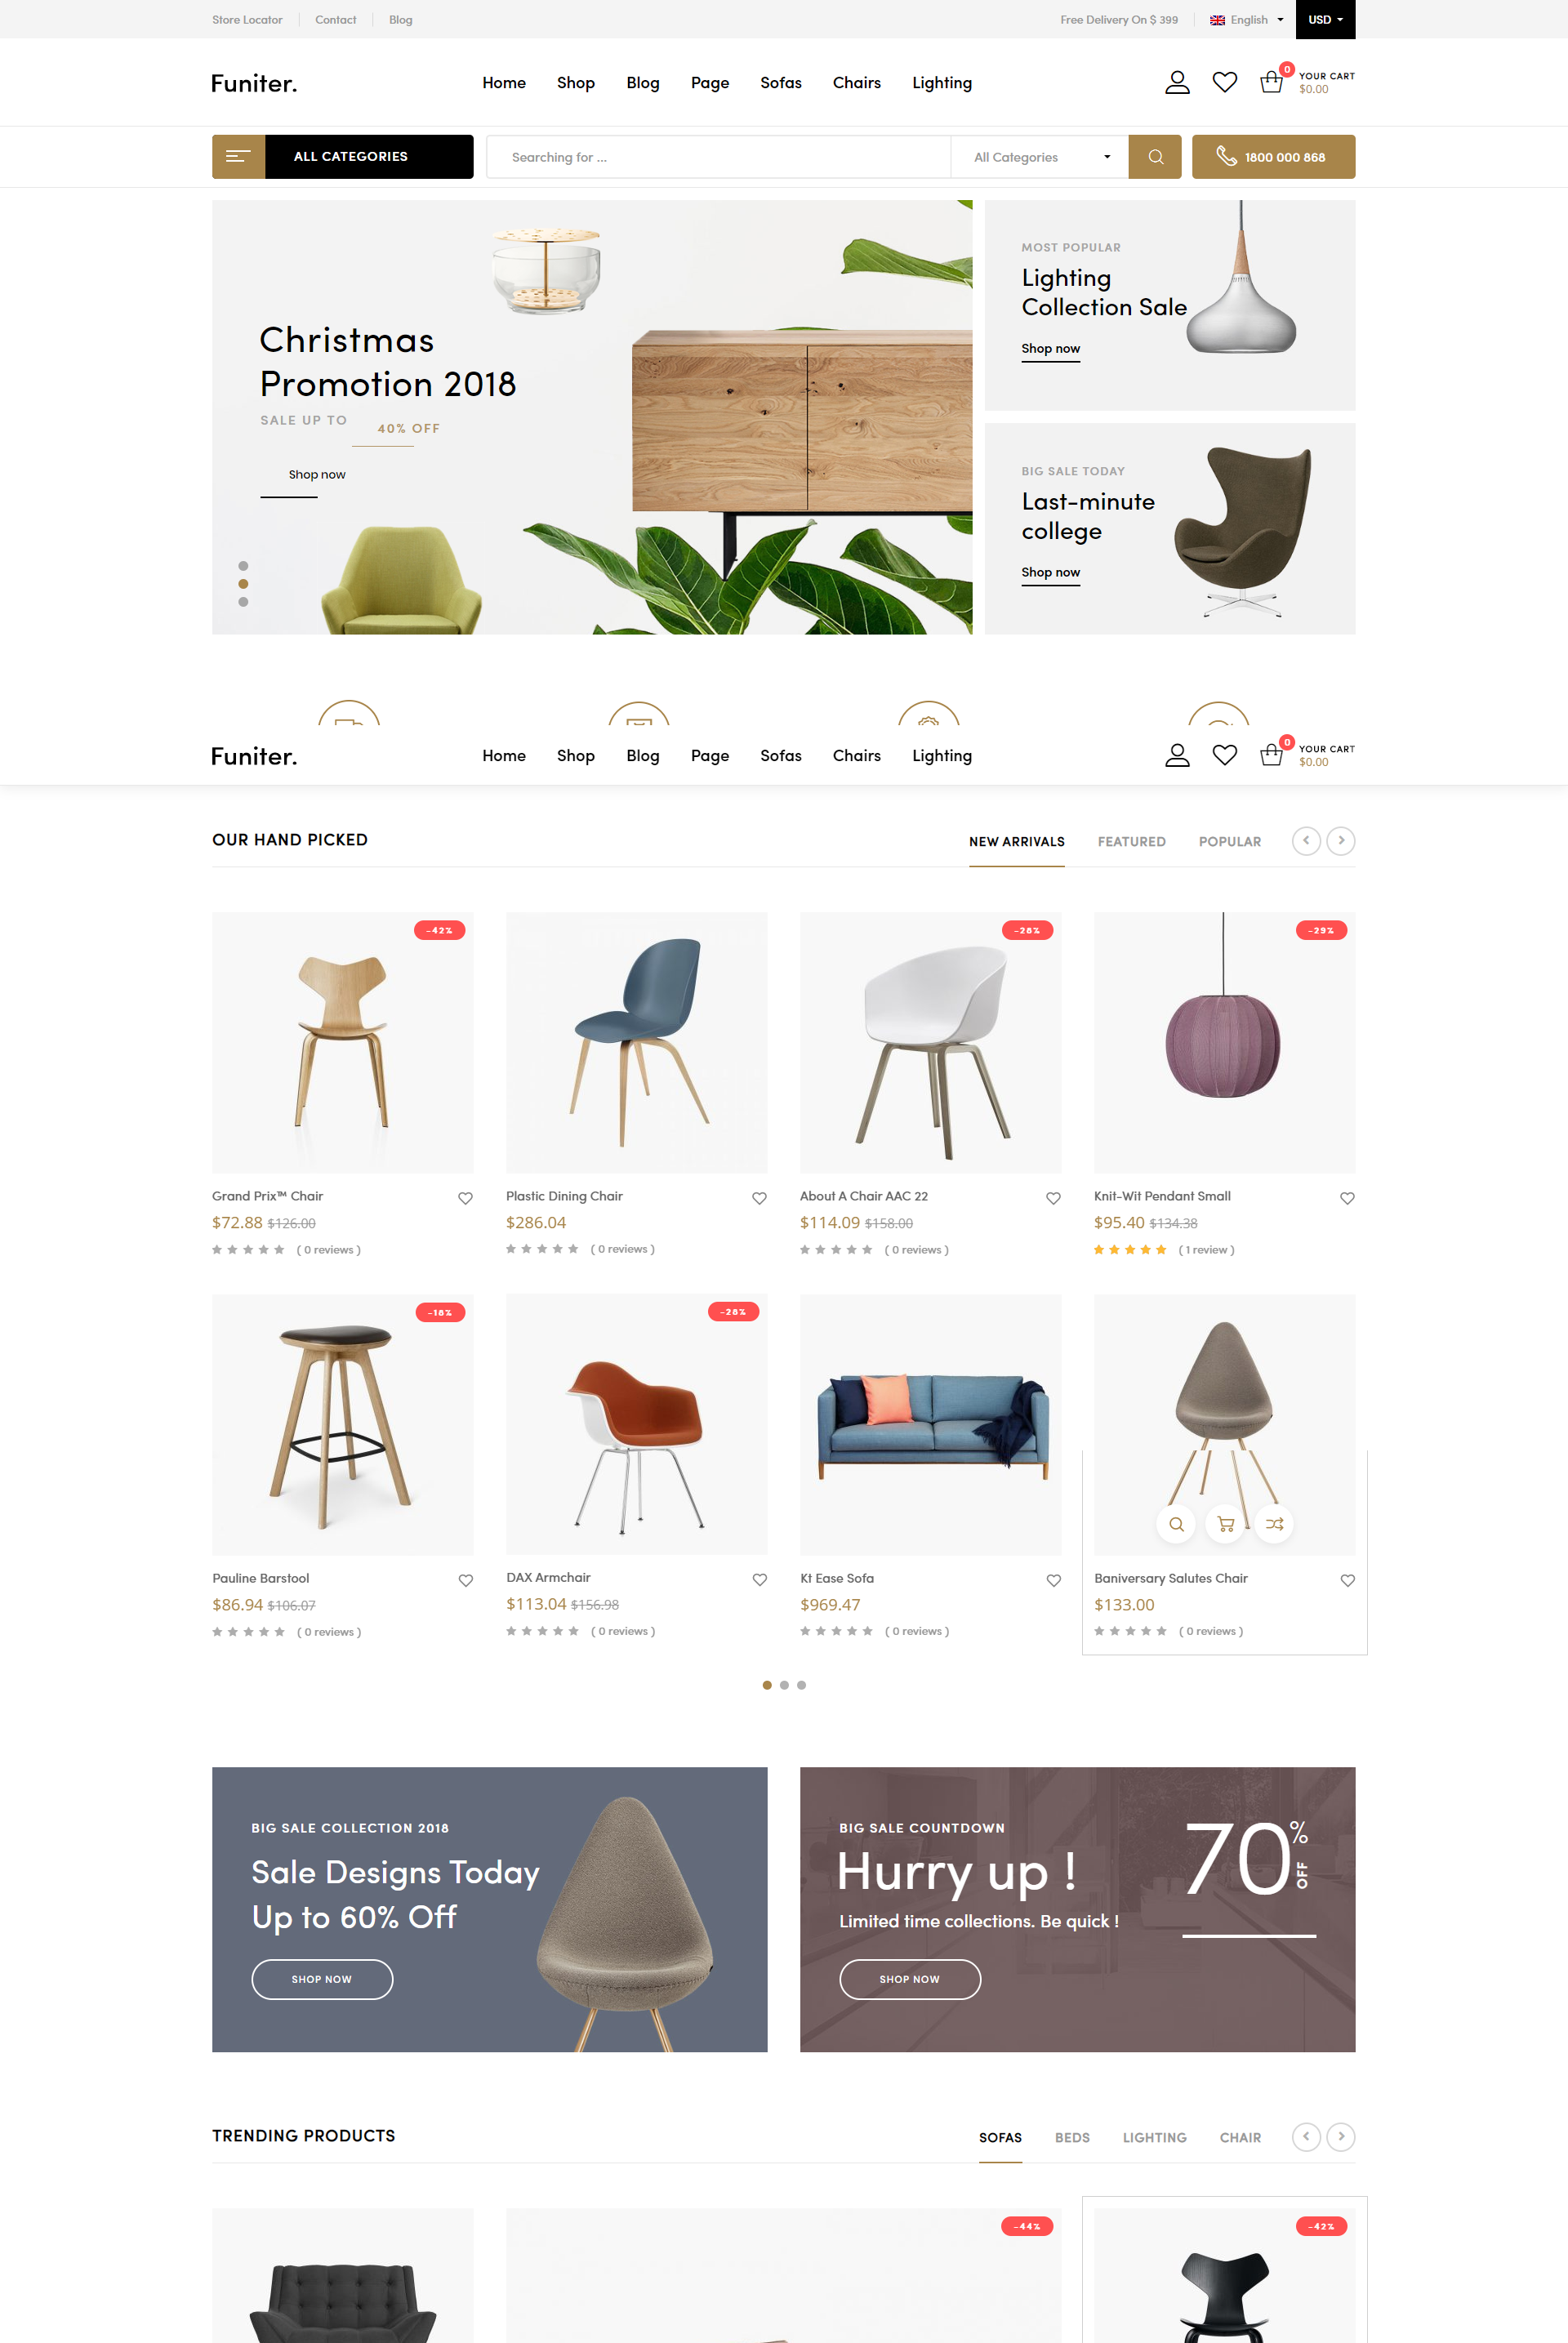 Store Locator
Contact
Blog
Free Delivery On $ 399
English
USD
Funiter.
Home
Shop
Blog
Page
Sofas
Chairs
Lighting
0
YOUR CART
$0.00
ALL CATEGORIES
Searching for ...
All Categories
1800 000 868
Christmas
Promotion 2018
SALE UP TO
40% OFF
Shop now
MOST POPULAR
Lighting
Collection Sale
Shop now
BIG SALE TODAY
Last-minute
college
Shop now
Funiter.
Home
Shop
Blog
Page
Sofas
Chairs
Lighting
0
YOUR CART
$0.00
OUR HAND PICKED
NEW ARRIVALS
FEATURED
POPULAR
-42%
-28%
-29%
Grand Prix™ Chair
$72.88 $126.00
( 0 reviews )
Plastic Dining Chair
$286.04
( 0 reviews )
About A Chair AAC 22
$114.09 $158.00
( 0 reviews )
Knit-Wit Pendant Small
$95.40 $134.38
( 1 review )
-18%
-28%
Pauline Barstool
$86.94 $106.07
( 0 reviews )
DAX Armchair
$113.04 $156.98
( 0 reviews )
Kt Ease Sofa
$969.47
( 0 reviews )
Baniversary Salutes Chair
$133.00
( 0 reviews )
BIG SALE COLLECTION 2018
Sale Designs Today
Up to 60% Off
SHOP NOW
BIG SALE COUNTDOWN
Hurry up !
Limited time collections. Be quick !
SHOP NOW
70%
OFF
TRENDING PRODUCTS
SOFAS
BEDS
LIGHTING
CHAIR
-44%
-42%